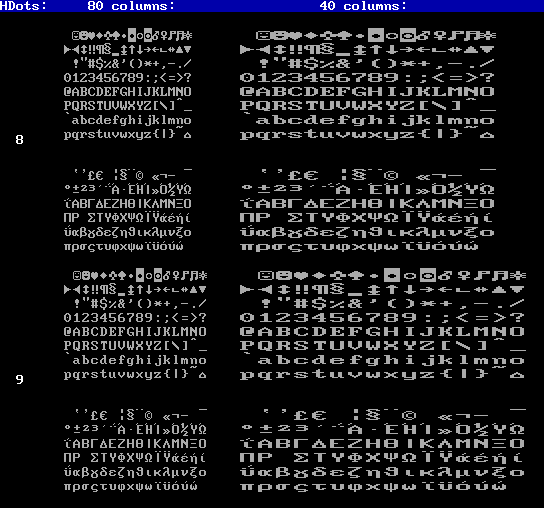 HDots: 80 columns: 40 columns:
☺☻♥♦♣♠•◘○◙♂♀♪♫☼ ☺☻♥♦♣♠•◘○◙♂♀♪♫☼
►◄↕‼¶§▬↨↑↓→←∟↔▲▼ ►◄↕‼¶§▬↨↑↓→←∟↔▲▼
!"#$%&'()*+,-./ !"#$%&'()*+,-./
0123456789:;<=>? 0123456789:;<=>?
@ABCDEFGHIJKLMNO @ABCDEFGHIJKLMNO
PQRSTUVWXYZ[\]^_ PQRSTUVWXYZ[\]^_
`abcdefghijklmno `abcdefghijklmno
8 pqrstuvwxyz{|}~⌂ pqrstuvwxyz{|}~⌂
‘’£€ ¦§¨© «¬- ― ‘’£€ ¦§¨© «¬- ―
°±²³΄΅Ά·ΈΉΊ»Ό½ΎΏ °±²³΄΅Ά·ΈΉΊ»Ό½ΎΏ
ΐΑΒΓΔΕΖΗΘΙΚΛΜΝΞΟ ΐΑΒΓΔΕΖΗΘΙΚΛΜΝΞΟ
ΠΡ ΣΤΥΦΧΨΩΪΫάέήί ΠΡ ΣΤΥΦΧΨΩΪΫάέήί
ΰαβγδεζηθικλμνξο ΰαβγδεζηθικλμνξο
πρςστυφχψωϊϋόύώ πρςστυφχψωϊϋόύώ
☺☻♥♦♣♠•◘○◙♂♀♪♫☼ ☺☻♥♦♣♠•◘○◙♂♀♪♫☼
►◄↕‼¶§▬↨↑↓→←∟↔▲▼ ►◄↕‼¶§▬↨↑↓→←∟↔▲▼
!"#$%&'()*+,-./ !"#$%&'()*+,-./
0123456789:;<=>? 0123456789:;<=>?
@ABCDEFGHIJKLMNO @ABCDEFGHIJKLMNO
PQRSTUVWXYZ[\]^_ PQRSTUVWXYZ[\]^_
`abcdefghijklmno `abcdefghijklmno
9 pqrstuvwxyz{|}~⌂ pqrstuvwxyz{|}~⌂
‘’£€ ¦§¨© «¬- ― ‘’£€ ¦§¨© «¬- ―
°±²³΄΅Ά·ΈΉΊ»Ό½ΎΏ °±²³΄΅Ά·ΈΉΊ»Ό½ΎΏ
ΐΑΒΓΔΕΖΗΘΙΚΛΜΝΞΟ ΐΑΒΓΔΕΖΗΘΙΚΛΜΝΞΟ
ΠΡ ΣΤΥΦΧΨΩΪΫάέήί ΠΡ ΣΤΥΦΧΨΩΪΫάέήί
ΰαβγδεζηθικλμνξο ΰαβγδεζηθικλμνξο
πρςστυφχψωϊϋόύώ πρςστυφχψωϊϋόύώ